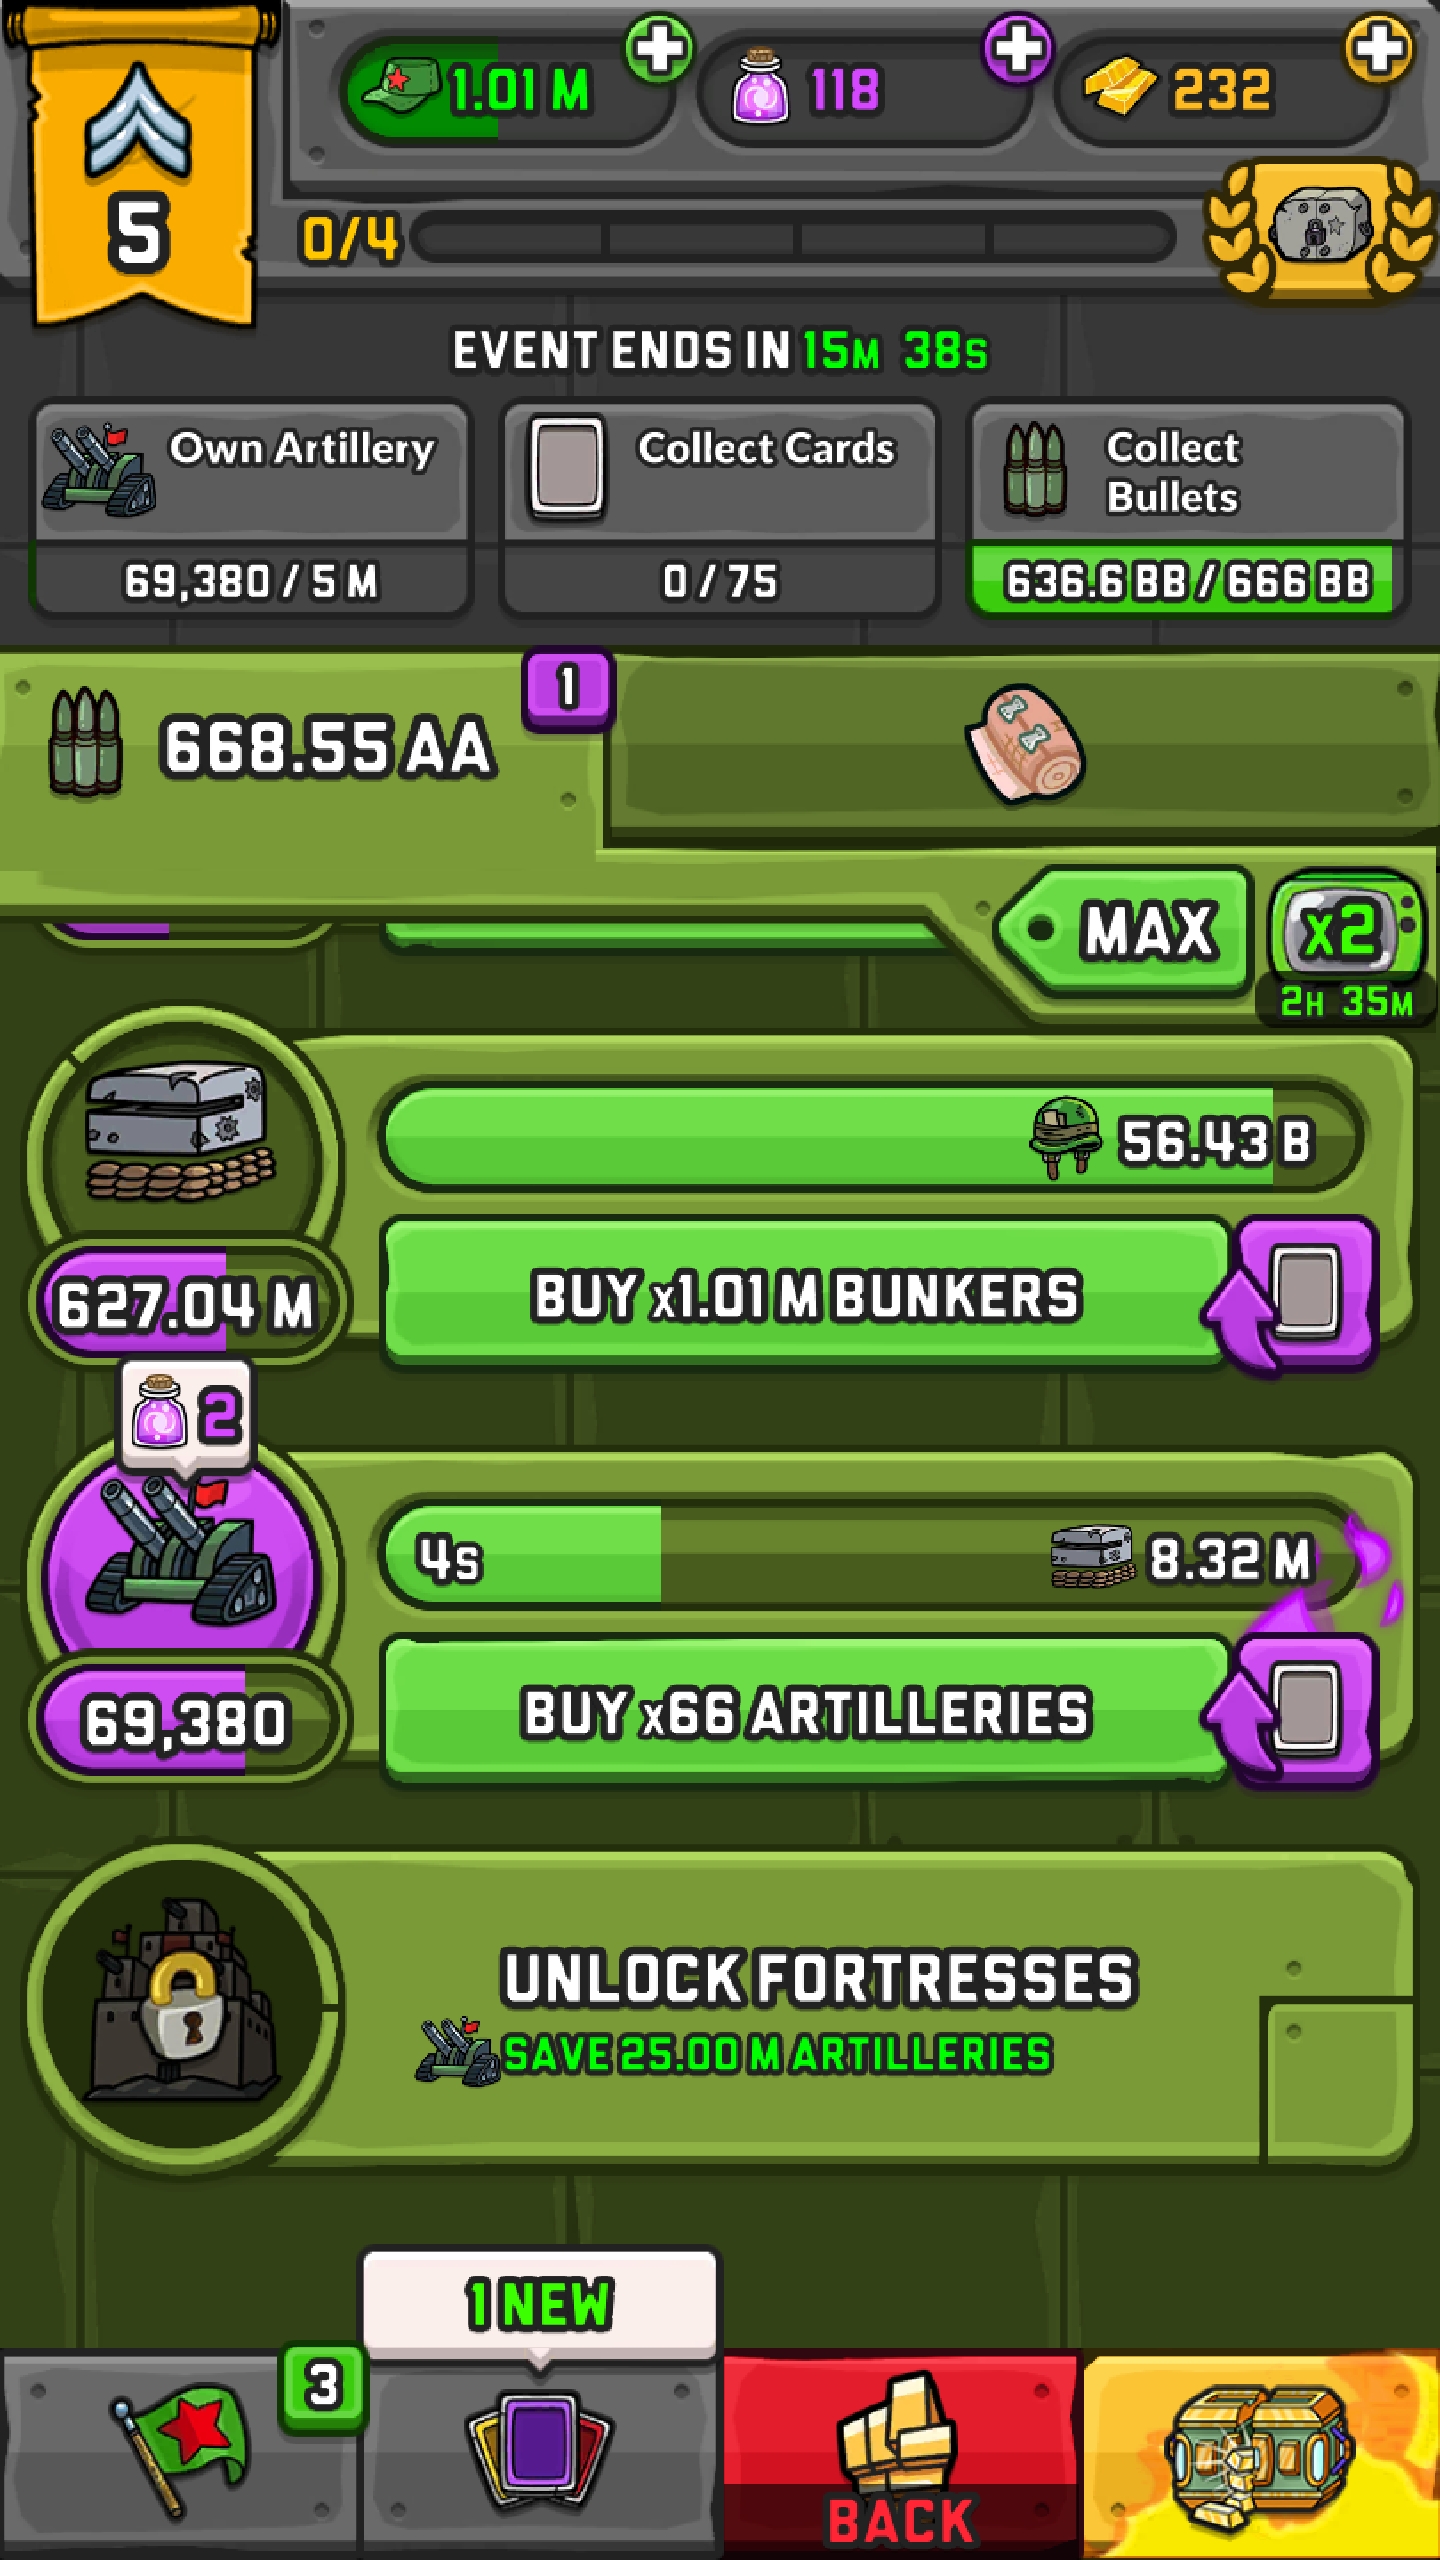 5
1.01 M
118
232
0/4
EVENT ENDS IN 15M 38S
Own Artillery
69,380 / 5 M
Collect Cards
0 / 75
Collect
Bullets
636.6 BB / 666 BB
668.55 AA
1
MAX
x2
2H 35M
56.43 B
627.04 M
BUY x1.01 M BUNKERS
2
4S
8.32 M
69,380
BUY x66 ARTILLERIES
UNLOCK FORTRESSES
SAVE 25.00 M ARTILLERIES
1 NEW
3
BACK